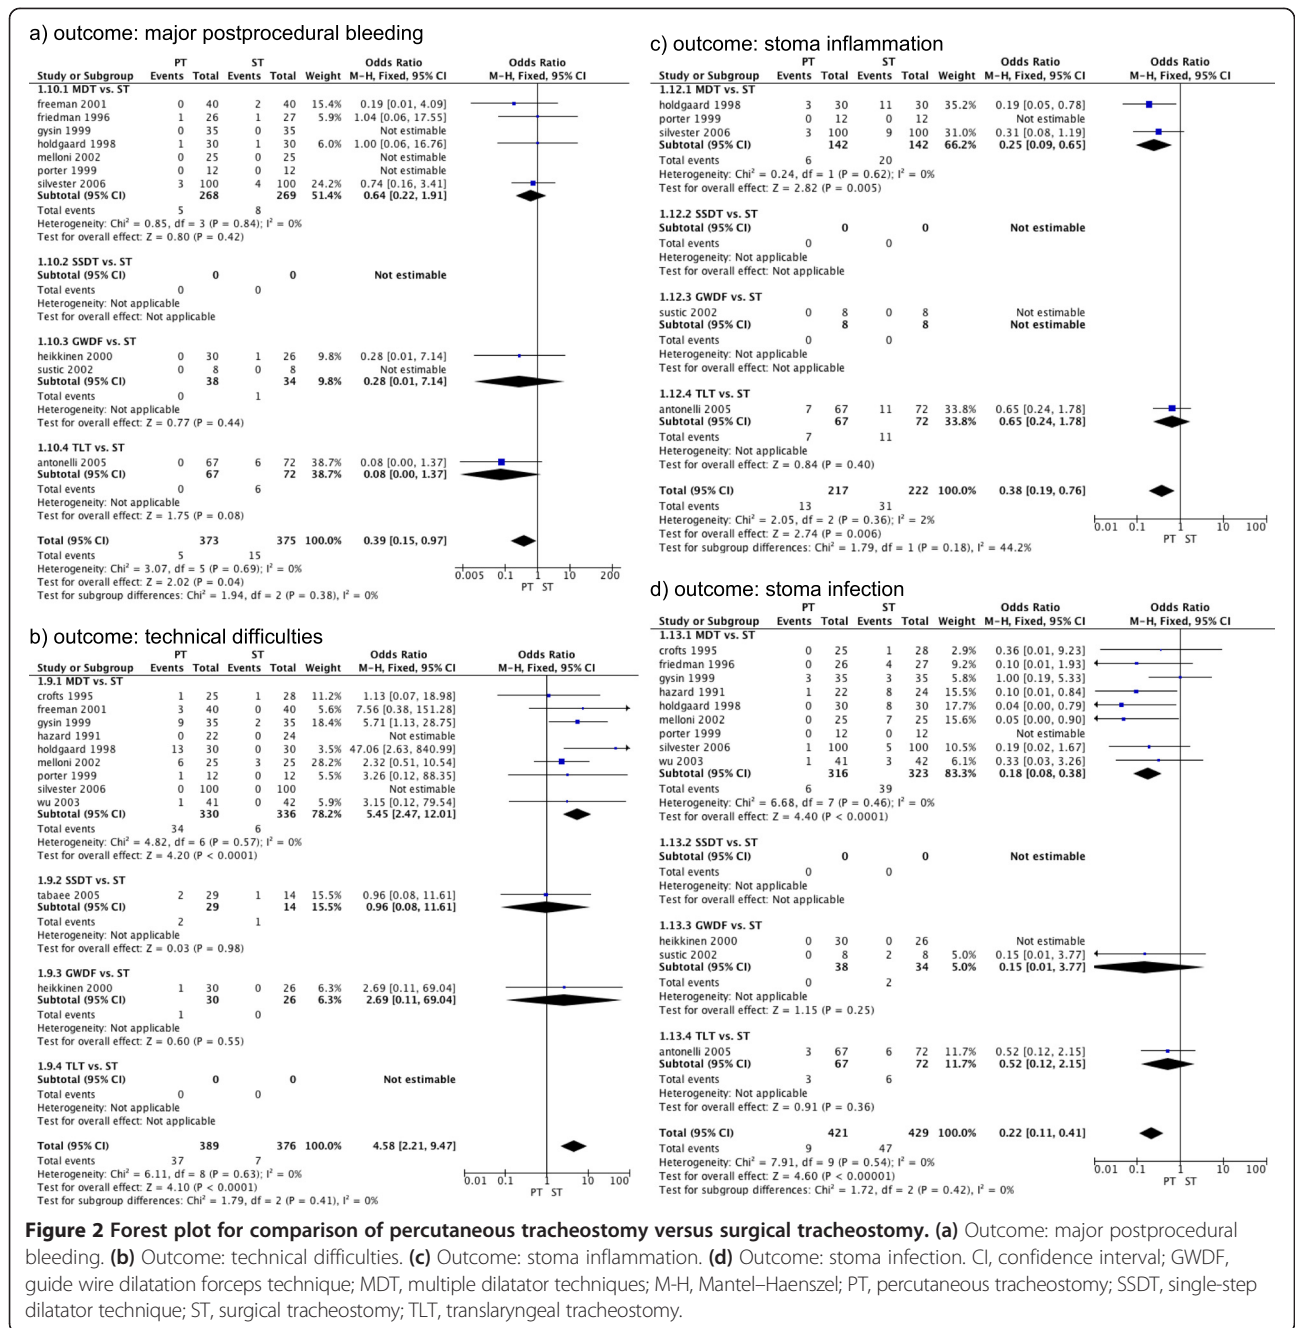 a) outcome: major postprocedural bleeding
PT ST Odds Ratio Odds Ratio
Study or Subgroup Events Total Events Total Weight M-H, Fixed, 95% CI M-H, Fixed, 95% CI
1.10.1 MDT vs. ST
freeman 2001 0 40 2 40 15.4% 0.19 [0.01, 4.09]
friedman 1996 1 26 1 27 5.9% 1.04 [0.06, 17.55]
gysin 1999 0 35 0 35 Not estimable
holdgaard 1998 1 30 1 30 6.0% 1.00 [0.06, 16.76]
melloni 2002 0 25 0 25 Not estimable
porter 1999 0 12 0 12 Not estimable
silvester 2006 3 100 4 100 24.2% 0.74 [0.16, 3.41]
Subtotal (95% CI) 268 269 51.4% 0.64 [0.22, 1.91]
Total events 5 8
Heterogeneity: Chi² = 0.85, df = 3 (P = 0.84); I² = 0%
Test for overall effect: Z = 0.80 (P = 0.42)
1.10.2 SSDT vs. ST
Subtotal (95% CI) 0 0 Not estimable
Total events 0 0
Heterogeneity: Not applicable
Test for overall effect: Not applicable
1.10.3 GWDF vs. ST
heikkinen 2000 0 30 1 26 9.8% 0.28 [0.01, 7.14]
sustic 2002 0 8 0 8 Not estimable
Subtotal (95% CI) 38 34 9.8% 0.28 [0.01, 7.14]
Total events 0 1
Heterogeneity: Not applicable
Test for overall effect: Z = 0.77 (P = 0.44)
1.10.4 TLT vs. ST
antonelli 2005 0 67 6 72 38.7% 0.08 [0.00, 1.37]
Subtotal (95% CI) 67 72 38.7% 0.08 [0.00, 1.37]
Total events 0 6
Heterogeneity: Not applicable
Test for overall effect: Z = 1.75 (P = 0.08)
Total (95% CI) 373 375 100.0% 0.39 [0.15, 0.97]
Total events 5 15
Heterogeneity: Chi² = 3.07, df = 5 (P = 0.69); I² = 0%
Test for overall effect: Z = 2.02 (P = 0.04)
Test for subgroup differences: Chi² = 1.94, df = 2 (P = 0.38), I² = 0%
0.005 0.1 1 10 200
PT ST
b) outcome: technical difficulties
PT ST Odds Ratio Odds Ratio
Study or Subgroup Events Total Events Total Weight M-H, Fixed, 95% CI M-H, Fixed, 95% CI
1.9.1 MDT vs. ST
crofts 1995 1 25 1 28 11.2% 1.13 [0.07, 18.98]
freeman 2001 3 40 0 40 5.6% 7.56 [0.38, 151.28]
gysin 1999 9 35 2 35 18.4% 5.71 [1.13, 28.75]
hazard 1991 0 22 0 24 Not estimable
holdgaard 1998 13 30 0 30 3.5% 47.06 [2.63, 840.99]
melloni 2002 6 25 3 25 28.2% 2.32 [0.51, 10.54]
porter 1999 1 12 0 12 5.5% 3.26 [0.12, 88.35]
silvester 2006 0 100 0 100 Not estimable
wu 2003 1 41 0 42 5.9% 3.15 [0.12, 79.54]
Subtotal (95% CI) 330 336 78.2% 5.45 [2.47, 12.01]
Total events 34 6
Heterogeneity: Chi² = 4.82, df = 6 (P = 0.57); I² = 0%
Test for overall effect: Z = 4.20 (P < 0.0001)
1.9.2 SSDT vs. ST
tabaee 2005 2 29 1 14 15.5% 0.96 [0.08, 11.61]
Subtotal (95% CI) 29 14 15.5% 0.96 [0.08, 11.61]
Total events 2 1
Heterogeneity: Not applicable
Test for overall effect: Z = 0.03 (P = 0.98)
1.9.3 GWDF vs. ST
heikkinen 2000 1 30 0 26 6.3% 2.69 [0.11, 69.04]
Subtotal (95% CI) 30 26 6.3% 2.69 [0.11, 69.04]
Total events 1 0
Heterogeneity: Not applicable
Test for overall effect: Z = 0.60 (P = 0.55)
1.9.4 TLT vs. ST
Subtotal (95% CI) 0 0 Not estimable
Total events 0 0
Heterogeneity: Not applicable
Test for overall effect: Not applicable
Total (95% CI) 389 376 100.0% 4.58 [2.21, 9.47]
Total events 37 7
Heterogeneity: Chi² = 6.11, df = 8 (P = 0.63); I² = 0%
Test for overall effect: Z = 4.10 (P < 0.0001)
Test for subgroup differences: Chi² = 1.79, df = 2 (P = 0.41), I² = 0%
0.01 0.1 1 10 100
PT ST
c) outcome: stoma inflammation
PT ST Odds Ratio Odds Ratio
Study or Subgroup Events Total Events Total Weight M-H, Fixed, 95% CI M-H, Fixed, 95% CI
1.12.1 MDT vs. ST
holdgaard 1998 3 30 11 30 35.2% 0.19 [0.05, 0.78]
porter 1999 0 12 0 12 Not estimable
silvester 2006 3 100 9 100 31.0% 0.31 [0.08, 1.19]
Subtotal (95% CI) 142 142 66.2% 0.25 [0.09, 0.65]
Total events 6 20
Heterogeneity: Chi² = 0.24, df = 1 (P = 0.62); I² = 0%
Test for overall effect: Z = 2.82 (P = 0.005)
1.12.2 SSDT vs. ST
Subtotal (95% CI) 0 0 Not estimable
Total events 0 0
Heterogeneity: Not applicable
Test for overall effect: Not applicable
1.12.3 GWDF vs. ST
sustic 2002 0 8 0 8 Not estimable
Subtotal (95% CI) 8 8 Not estimable
Total events 0 0
Heterogeneity: Not applicable
Test for overall effect: Not applicable
1.12.4 TLT vs. ST
antonelli 2005 7 67 11 72 33.8% 0.65 [0.24, 1.78]
Subtotal (95% CI) 67 72 33.8% 0.65 [0.24, 1.78]
Total events 7 11
Heterogeneity: Not applicable
Test for overall effect: Z = 0.84 (P = 0.40)
Total (95% CI) 217 222 100.0% 0.38 [0.19, 0.76]
Total events 13 31
Heterogeneity: Chi² = 2.05, df = 2 (P = 0.36); I² = 2%
Test for overall effect: Z = 2.74 (P = 0.006)
Test for subgroup differences: Chi² = 1.79, df = 1 (P = 0.18), I² = 44.2%
0.01 0.1 1 10 100
PT ST
d) outcome: stoma infection
PT ST Odds Ratio Odds Ratio
Study or Subgroup Events Total Events Total Weight M-H, Fixed, 95% CI M-H, Fixed, 95% CI
1.13.1 MDT vs. ST
crofts 1995 0 25 1 28 2.9% 0.36 [0.01, 9.23]
friedman 1996 0 26 4 27 9.2% 0.10 [0.01, 1.93]
gysin 1999 3 35 3 35 5.8% 1.00 [0.19, 5.33]
hazard 1991 1 22 8 24 15.5% 0.10 [0.01, 0.84]
holdgaard 1998 0 30 8 30 17.7% 0.04 [0.00, 0.79]
melloni 2002 0 25 7 25 15.6% 0.05 [0.00, 0.90]
porter 1999 0 12 0 12 Not estimable
silvester 2006 1 100 5 100 10.5% 0.19 [0.02, 1.67]
wu 2003 1 41 3 42 6.1% 0.33 [0.03, 3.26]
Subtotal (95% CI) 316 323 83.3% 0.18 [0.08, 0.38]
Total events 6 39
Heterogeneity: Chi² = 6.68, df = 7 (P = 0.46); I² = 0%
Test for overall effect: Z = 4.40 (P < 0.0001)
1.13.2 SSDT vs. ST
Subtotal (95% CI) 0 0 Not estimable
Total events 0 0
Heterogeneity: Not applicable
Test for overall effect: Not applicable
1.13.3 GWDF vs. ST
heikkinen 2000 0 30 0 26 Not estimable
sustic 2002 0 8 2 8 5.0% 0.15 [0.01, 3.77]
Subtotal (95% CI) 38 34 5.0% 0.15 [0.01, 3.77]
Total events 0 2
Heterogeneity: Not applicable
Test for overall effect: Z = 1.15 (P = 0.25)
1.13.4 TLT vs. ST
antonelli 2005 3 67 6 72 11.7% 0.52 [0.12, 2.15]
Subtotal (95% CI) 67 72 11.7% 0.52 [0.12, 2.15]
Total events 3 6
Heterogeneity: Not applicable
Test for overall effect: Z = 0.91 (P = 0.36)
Total (95% CI) 421 429 100.0% 0.22 [0.11, 0.41]
Total events 9 47
Heterogeneity: Chi² = 7.91, df = 9 (P = 0.54); I² = 0%
Test for overall effect: Z = 4.60 (P < 0.00001)
Test for subgroup differences: Chi² = 1.72, df = 2 (P = 0.42), I² = 0%
0.01 0.1 1 10 100
PT ST
Figure 2 Forest plot for comparison of percutaneous tracheostomy versus surgical tracheostomy. (a) Outcome: major postprocedural
bleeding. (b) Outcome: technical difficulties. (c) Outcome: stoma inflammation. (d) Outcome: stoma infection. CI, confidence interval; GWDF,
guide wire dilatation forceps technique; MDT, multiple dilatator techniques; M-H, Mantel–Haenszel; PT, percutaneous tracheostomy; SSDT, single-step
dilatator technique; ST, surgical tracheostomy; TLT, translaryngeal tracheostomy.